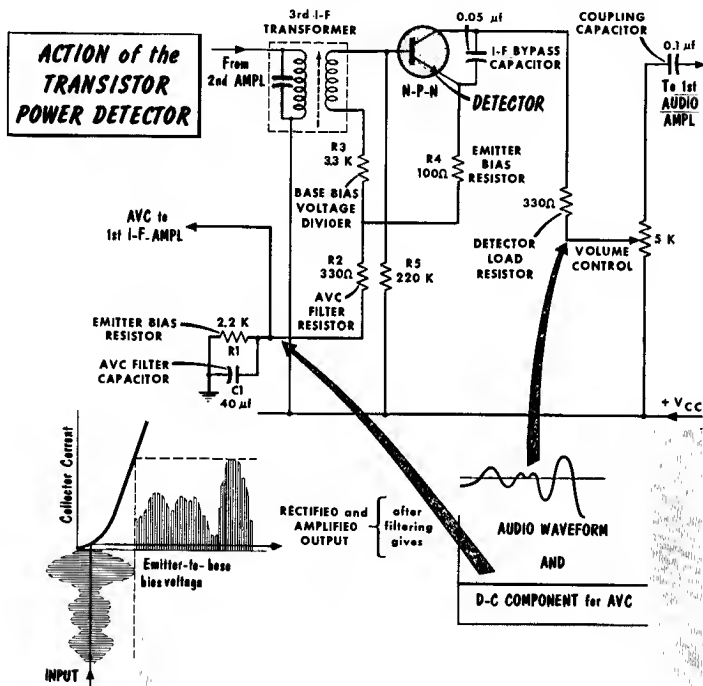 ACTION of the
TRANSISTOR
POWER DETECTOR
3rd I-F
TRANSFORMER
From
2nd AMPL
0.05 μf
I-F BYPASS
CAPACITOR
N-P-N
DETECTOR
COUPLING
CAPACITOR
0.1 μf
To 1st
AUDIO
AMPL
R3
3.3 K
BASE BIAS
VOLTAGE
DIVIDER
R4
100Ω
EMITTER
BIAS
RESISTOR
330Ω
DETECTOR
LOAD
RESISTOR
VOLUME
CONTROL
5 K
AVC to
1st I-F AMPL
R2
330Ω
AVC
FILTER
RESISTOR
R5
220 K
EMITTER BIAS
RESISTOR
2.2 K
R1
AVC FILTER
CAPACITOR
C1
40 μf
+ VCC
Collector Current
Emitter-to-base
bias voltage
INPUT
RECTIFIED and
AMPLIFIED
OUTPUT
after
filtering
gives
AUDIO WAVEFORM
AND
D-C COMPONENT for AVC